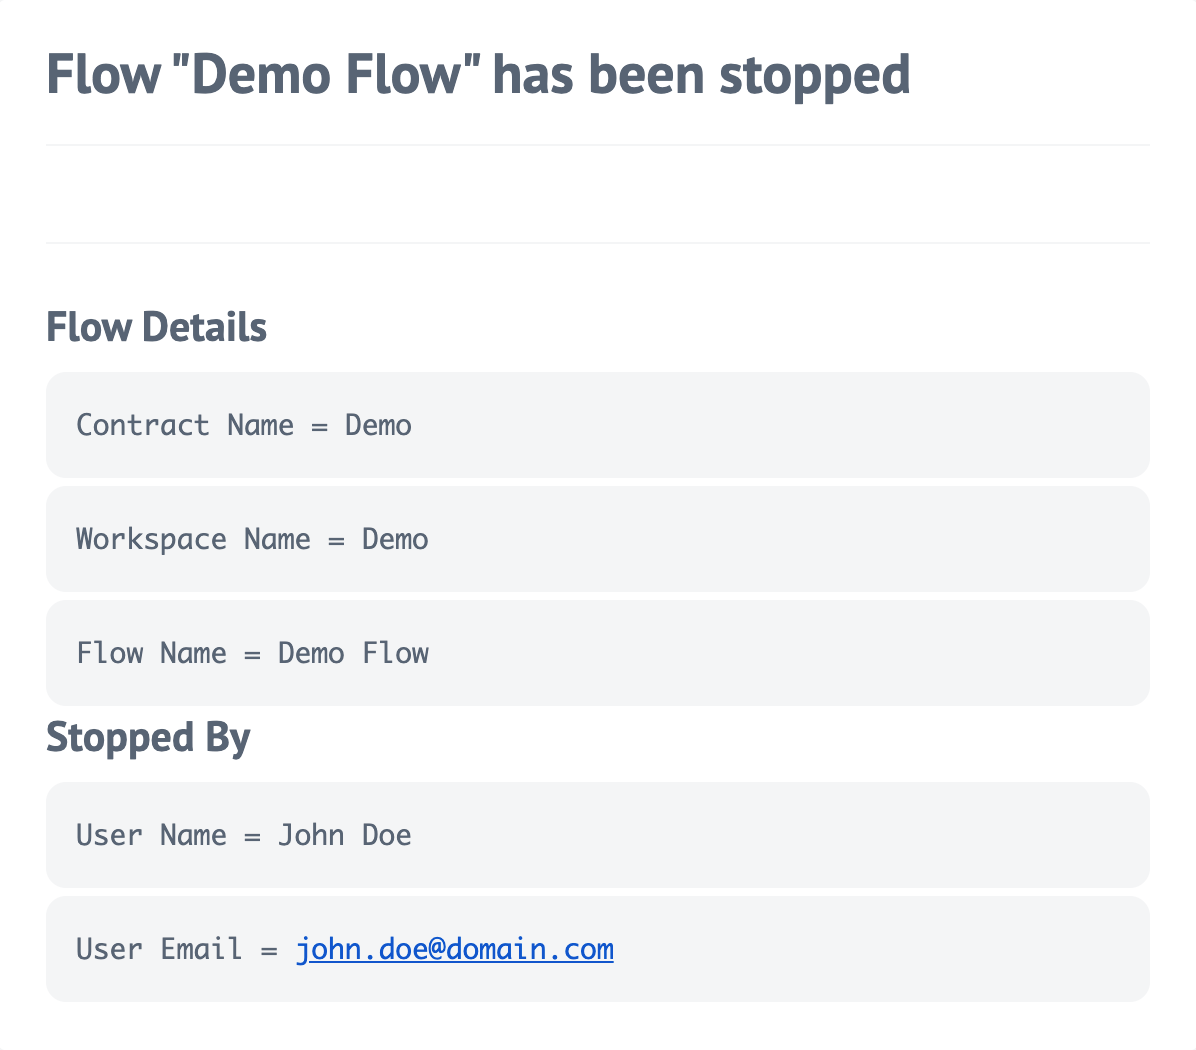 Flow "Demo Flow" has been stopped
Flow Details
Contract Name = Demo
Workspace Name = Demo
Flow Name = Demo Flow
Stopped By
User Name = John Doe
User Email = john.doe@domain.com